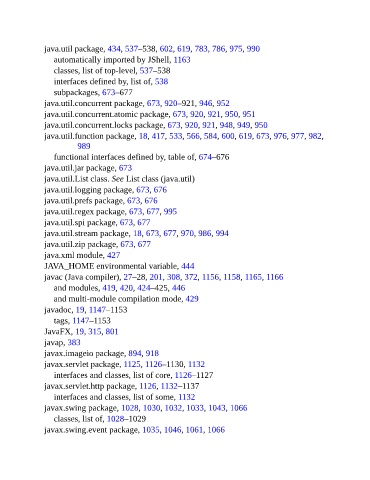 java.util package, 434, 537–538, 602, 619, 783, 786, 975, 990
automatically imported by JShell, 1163
classes, list of top-level, 537–538
interfaces defined by, list of, 538
subpackages, 673–677
java.util.concurrent package, 673, 920–921, 946, 952
java.util.concurrent.atomic package, 673, 920, 921, 950, 951
java.util.concurrent.locks package, 673, 920, 921, 948, 949, 950
java.util.function package, 18, 417, 533, 566, 584, 600, 619, 673, 976, 977, 982,
989
functional interfaces defined by, table of, 674–676
java.util.jar package, 673
java.util.List class. See List class (java.util)
java.util.logging package, 673, 676
java.util.prefs package, 673, 676
java.util.regex package, 673, 677, 995
java.util.spi package, 673, 677
java.util.stream package, 18, 673, 677, 970, 986, 994
java.util.zip package, 673, 677
java.xml module, 427
JAVA_HOME environmental variable, 444
javac (Java compiler), 27–28, 201, 308, 372, 1156, 1158, 1165, 1166
and modules, 419, 420, 424–425, 446
and multi-module compilation mode, 429
javadoc, 19, 1147–1153
tags, 1147–1153
JavaFX, 19, 315, 801
javap, 383
javax.imageio package, 894, 918
javax.servlet package, 1125, 1126–1130, 1132
interfaces and classes, list of core, 1126–1127
javax.servlet.http package, 1126, 1132–1137
interfaces and classes, list of some, 1132
javax.swing package, 1028, 1030, 1032, 1033, 1043, 1066
classes, list of, 1028–1029
javax.swing.event package, 1035, 1046, 1061, 1066